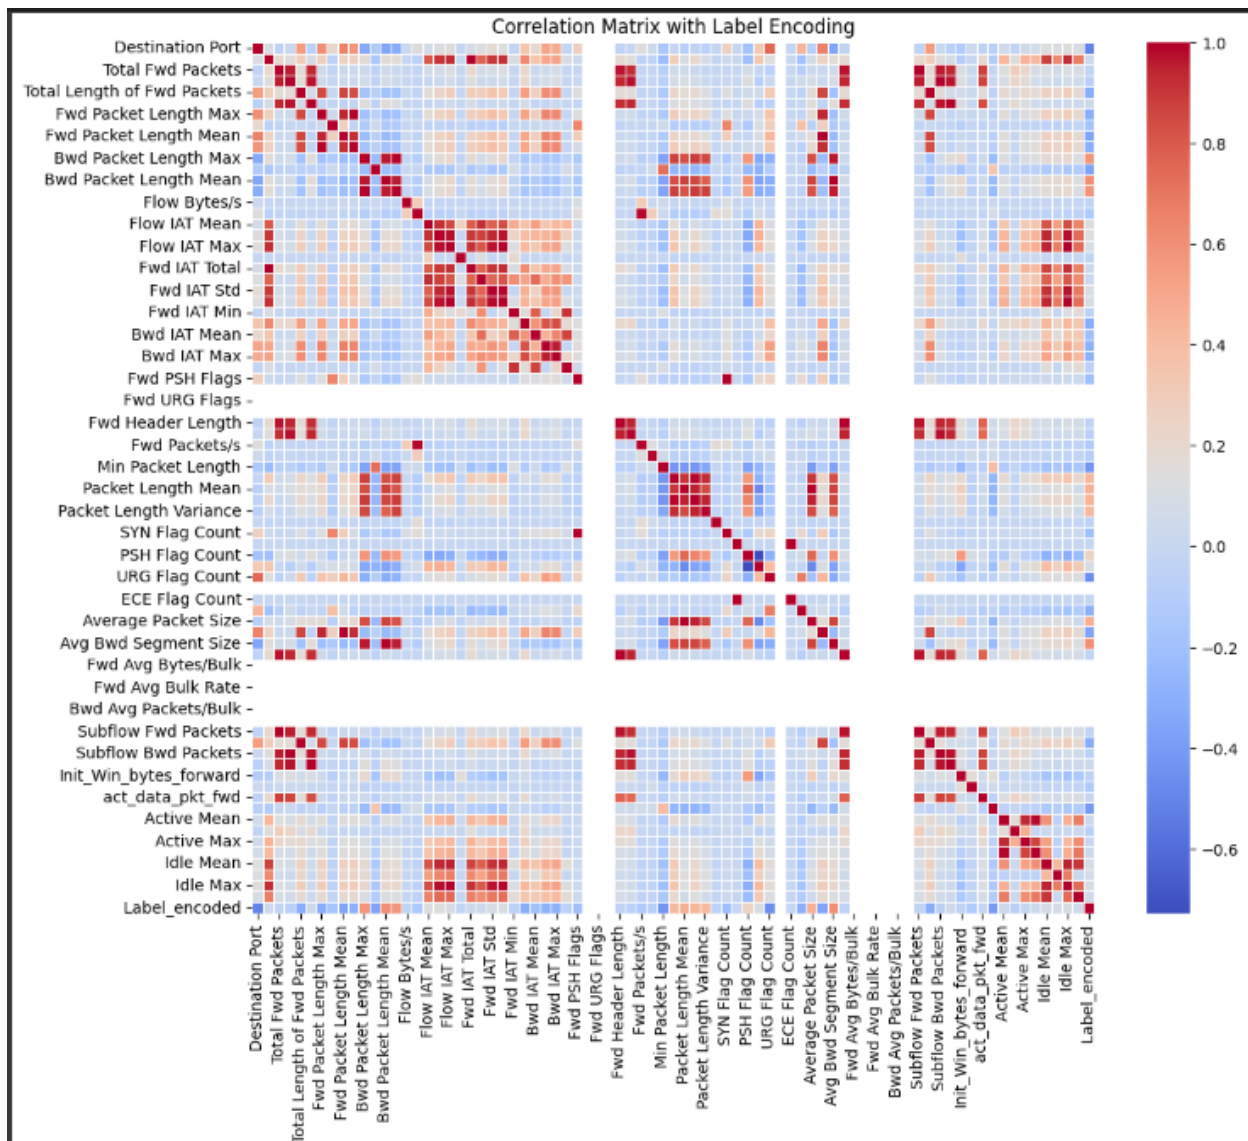 Correlation Matrix with Label Encoding
Destination Port
Total Fwd Packets
Total Length of Fwd Packets
Fwd Packet Length Max
Fwd Packet Length Mean
Bwd Packet Length Max
Bwd Packet Length Mean
Flow Bytes/s
Flow IAT Mean
Flow IAT Max
Fwd IAT Total
Fwd IAT Std
Fwd IAT Min
Bwd IAT Mean
Bwd IAT Max
Fwd PSH Flags
Fwd URG Flags
Fwd Header Length
Fwd Packets/s
Min Packet Length
Packet Length Mean
Packet Length Variance
SYN Flag Count
PSH Flag Count
URG Flag Count
ECE Flag Count
Average Packet Size
Avg Bwd Segment Size
Fwd Avg Bytes/Bulk
Fwd Avg Bulk Rate
Bwd Avg Packets/Bulk
Subflow Fwd Packets
Subflow Bwd Packets
Init_Win_bytes_forward
act_data_pkt_fwd
Active Mean
Active Max
Idle Mean
Idle Max
Label_encoded
Destination Port
Total Fwd Packets
Total Length of Fwd Packets
Fwd Packet Length Max
Fwd Packet Length Mean
Bwd Packet Length Max
Bwd Packet Length Mean
Flow Bytes/s
Flow IAT Mean
Flow IAT Max
Fwd IAT Total
Fwd IAT Std
Fwd IAT Min
Bwd IAT Mean
Bwd IAT Max
Fwd PSH Flags
Fwd URG Flags
Fwd Header Length
Fwd Packets/s
Min Packet Length
Packet Length Mean
Packet Length Variance
SYN Flag Count
PSH Flag Count
URG Flag Count
ECE Flag Count
Average Packet Size
Avg Bwd Segment Size
Fwd Avg Bytes/Bulk
Fwd Avg Bulk Rate
Bwd Avg Packets/Bulk
Subflow Fwd Packets
Subflow Bwd Packets
Init_Win_bytes_forward
act_data_pkt_fwd
Active Mean
Active Max
Idle Mean
Idle Max
Label_encoded
1.0
0.8
0.6
0.4
0.2
0.0
−0.2
−0.4
−0.6